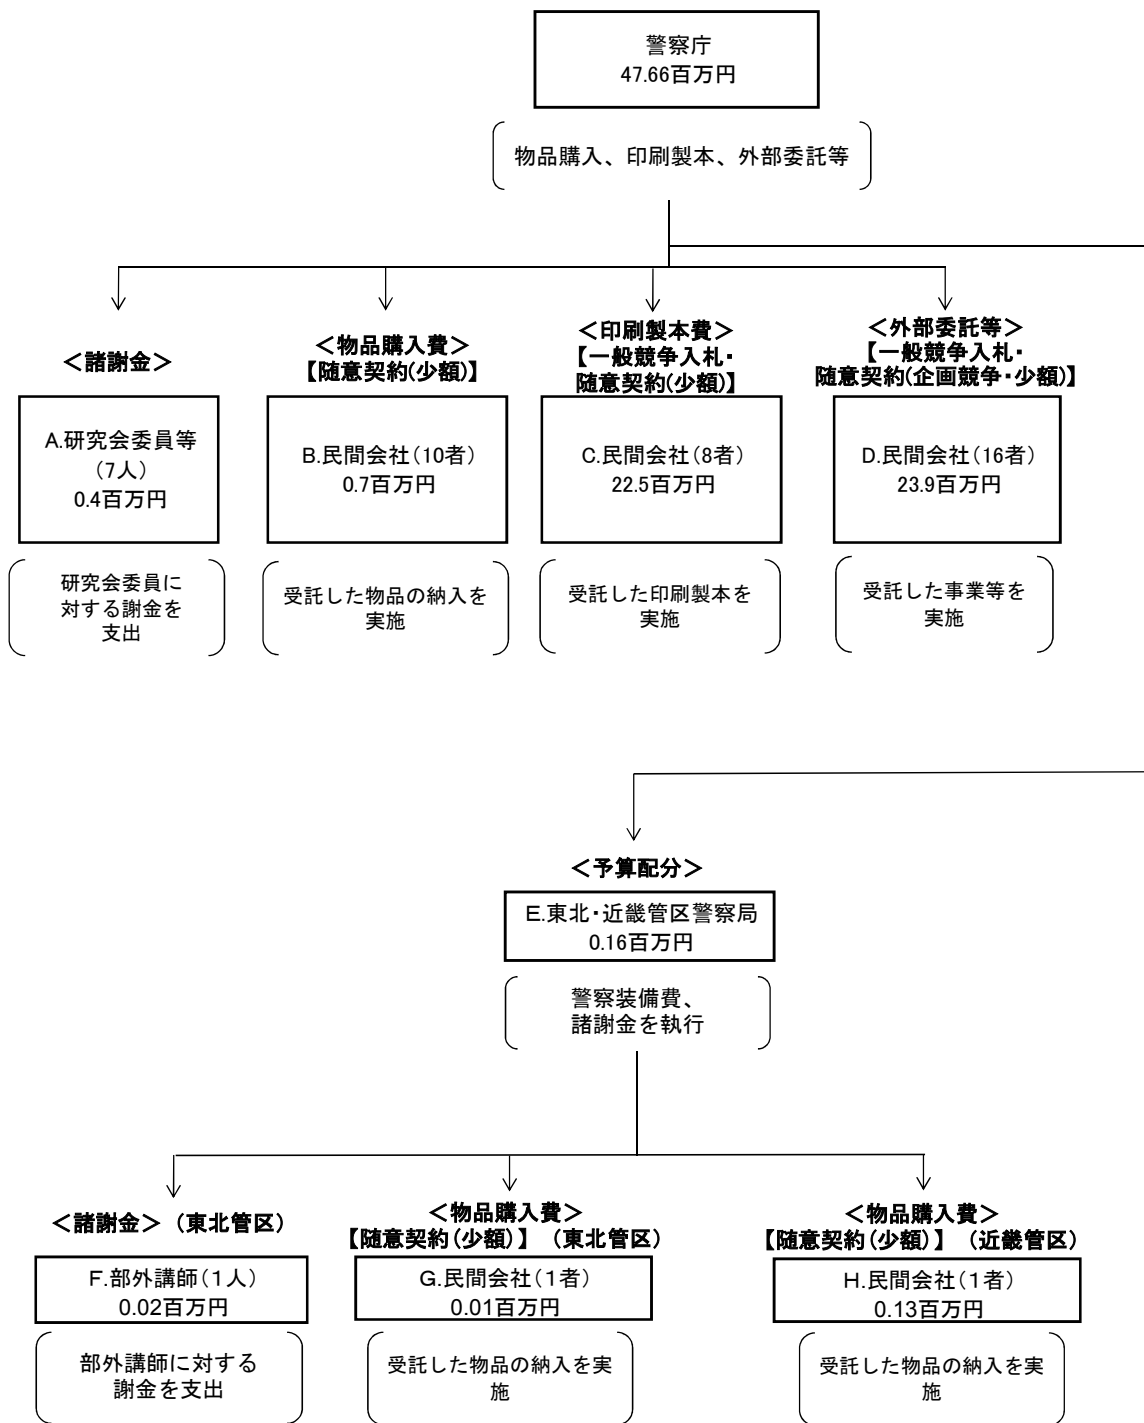 警察庁
47.66百万円
物品購入、印刷製本、外部委託等
＜諸謝金＞
A.研究会委員等
（7人）
0.4百万円
研究会委員に
対する謝金を
支出
＜物品購入費＞
【随意契約(少額)】
B.民間会社（10者）
0.7百万円
受託した物品の納入を
実施
＜印刷製本費＞
【一般競争入札・
随意契約(少額)】
C.民間会社（8者）
22.5百万円
受託した印刷製本を
実施
＜外部委託等＞
【一般競争入札・
随意契約(企画競争・少額)】
D.民間会社（16者）
23.9百万円
受託した事業等を
実施
＜予算配分＞
E.東北・近畿管区警察局
0.16百万円
警察装備費、
諸謝金を執行
＜諸謝金＞（東北管区）
F.部外講師（１人）
0.02百万円
部外講師に対する
謝金を支出
＜物品購入費＞
【随意契約（少額）】（東北管区）
G.民間会社（１者）
0.01百万円
受託した物品の納入を実
施
＜物品購入費＞
【随意契約（少額）】（近畿管区）
H.民間会社（１者）
0.13百万円
受託した物品の納入を実
施